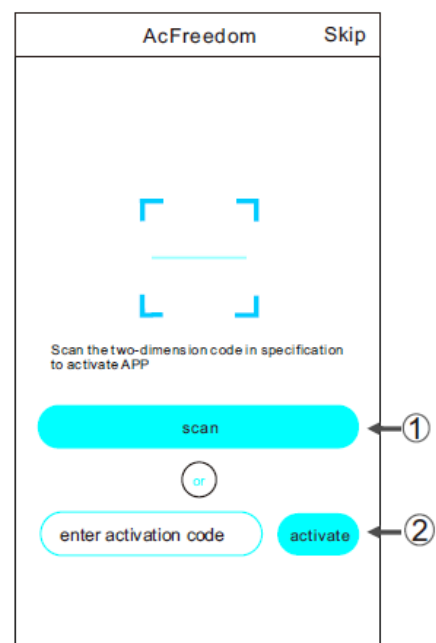 AcFreedom Skip
Scan the two-dimension code in specification
to activate APP
scan ①
or
enter activation code activate ②